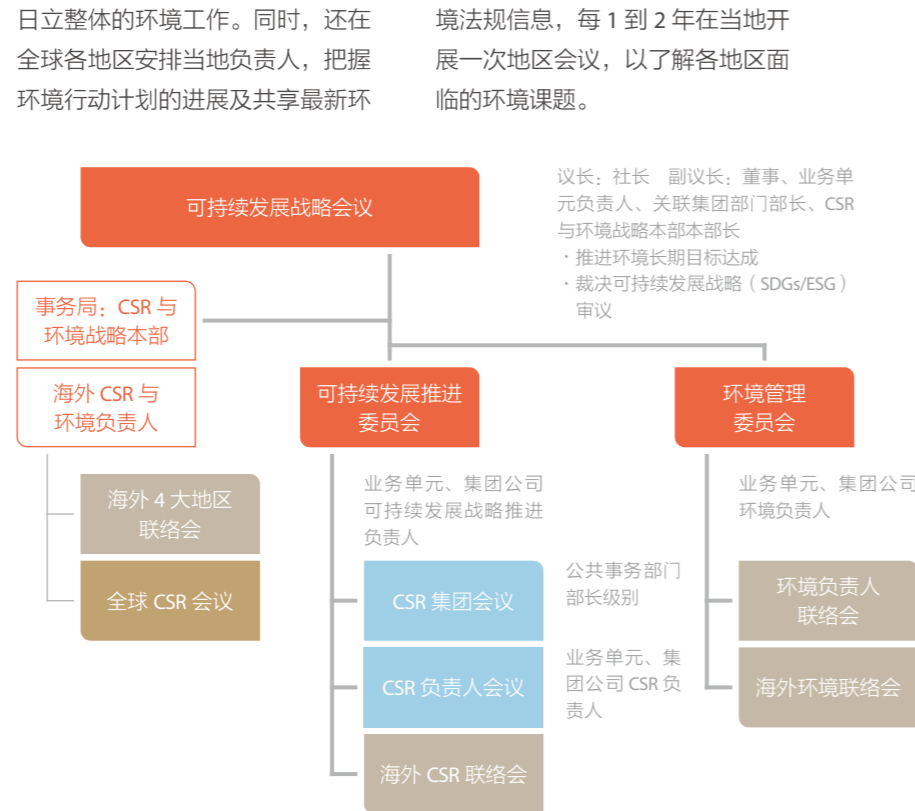 日立整体的环境工作。同时，还在
全球各地区安排当地负责人，把握
环境行动计划的进展及共享最新环
境法规信息，每 1 到 2 年在当地开
展一次地区会议，以了解各地区面
临的环境课题。
可持续发展战略会议
议长：社长　副议长：董事、业务单
元负责人、关联集团部门部长、CSR
与环境战略本部本部长
· 推进环境长期目标达成
· 裁决可持续发展战略（SDGs/ESG）
审议
事务局：CSR 与
环境战略本部
海外 CSR 与
环境负责人
海外 4 大地区
联络会
全球 CSR 会议
可持续发展推进
委员会
业务单元、集团公司
可持续发展战略推进
负责人
CSR 集团会议
公共事务部门
部长级别
CSR 负责人会议
业务单元、集
团公司 CSR 负
责人
海外 CSR 联络会
环境管理
委员会
业务单元、集团公司
环境负责人
环境负责人
联络会
海外环境联络会